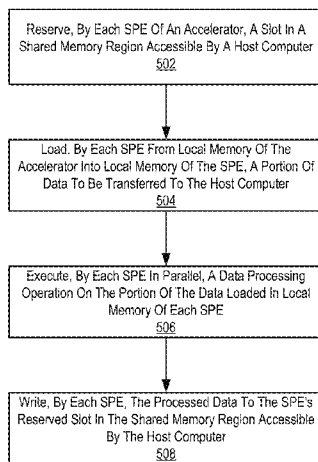 Reserve, By Each SPE Of An Accelerator, A Slot In A
Shared Memory Region Accessible By A Host Computer
502
Load, By Each SPE From Local Memory Of The
Accelerator Into Local Memory Of The SPE, A Portion Of
Data To Be Transferred To The Host Computer
504
Execute, By Each SPE In Parallel, A Data Processing
Operation On The Portion Of The Data Loaded In Local
Memory Of Each SPE
506
Write, By Each SPE, The Processed Data To The SPE's
Reserved Slot In The Shared Memory Region Accessible
By The Host Computer
508